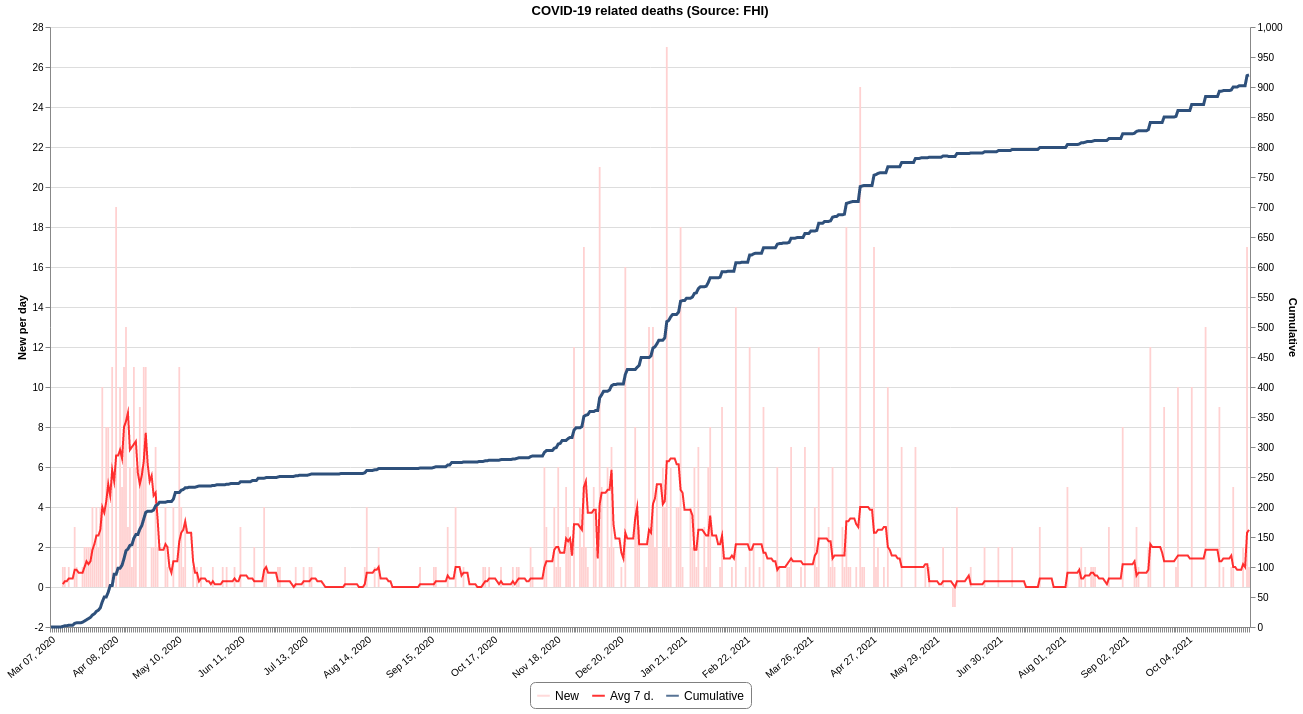 COVID-19 related deaths (Source: FHI)
28
26
24
22
20
18
16
14
12
10
8
6
4
2
0
-2
New per day
1,000
950
900
850
800
750
700
650
600
550
500
450
400
350
300
250
200
150
100
50
0
Cumulative
Mar 07, 2020
Apr 08, 2020
May 10, 2020
Jun 11, 2020
Jul 13, 2020
Aug 14, 2020
Sep 15, 2020
Oct 17, 2020
Nov 18, 2020
Dec 20, 2020
Jan 21, 2021
Feb 22, 2021
Mar 26, 2021
Apr 27, 2021
May 29, 2021
Jun 30, 2021
Aug 01, 2021
Sep 02, 2021
Oct 04, 2021
New Avg 7 d. Cumulative